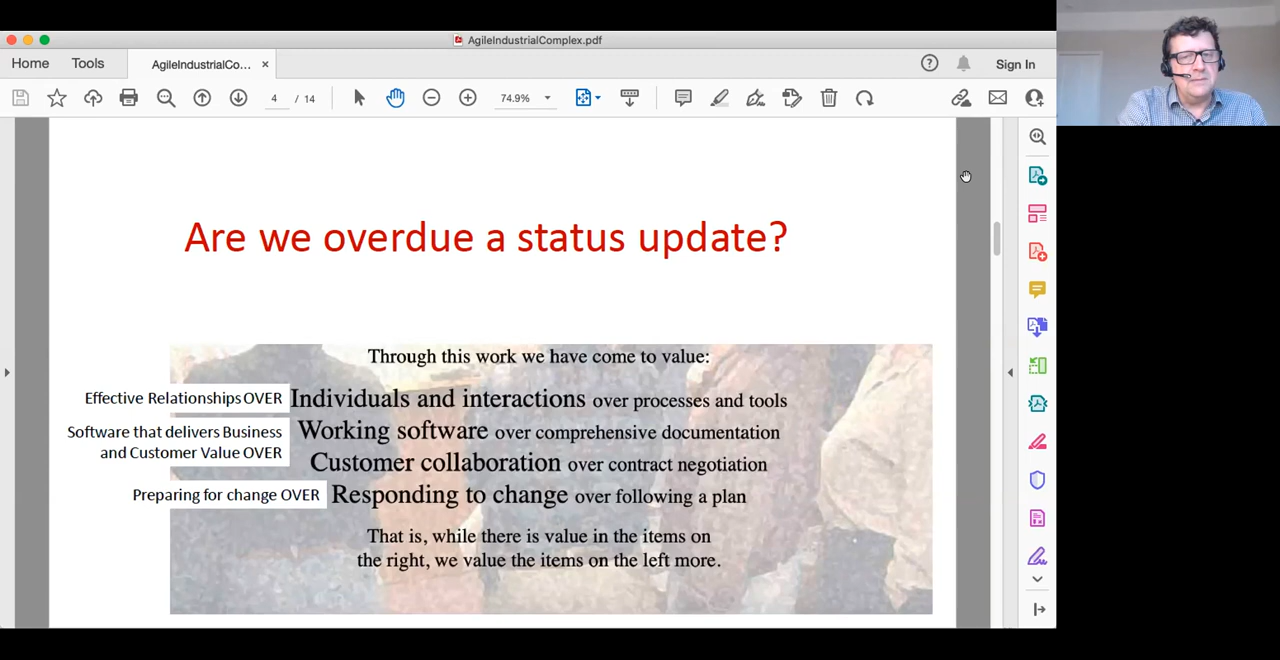 AgileIndustrialComplex.pdf
Home Tools AgileIndustrialCo... × Sign In
4 / 14 74.9%
Are we overdue a status update?
Through this work we have come to value:
Effective Relationships OVER Individuals and interactions over processes and tools
Software that delivers Business
and Customer Value OVER Working software over comprehensive documentation
Customer collaboration over contract negotiation
Preparing for change OVER Responding to change over following a plan
That is, while there is value in the items on
the right, we value the items on the left more.